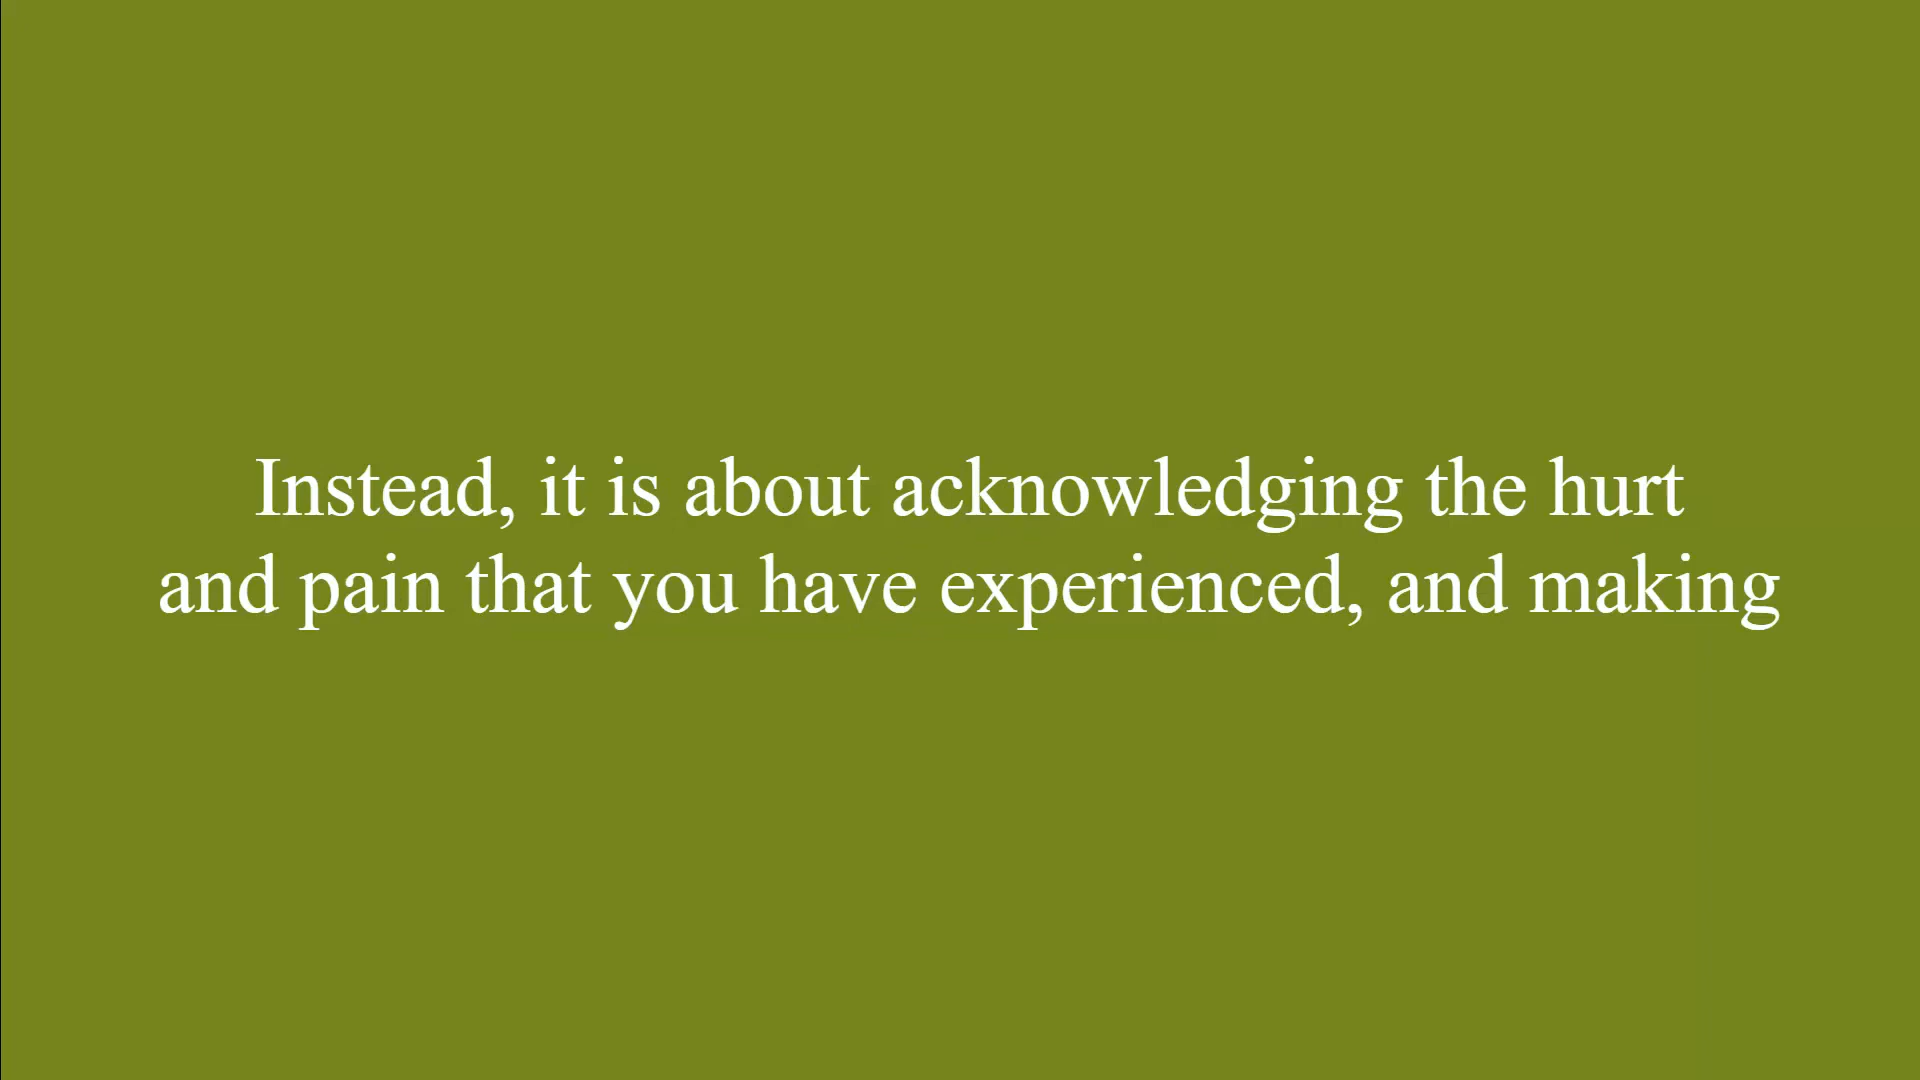 Instead, it is about acknowledging the hurt
and pain that you have experienced, and making